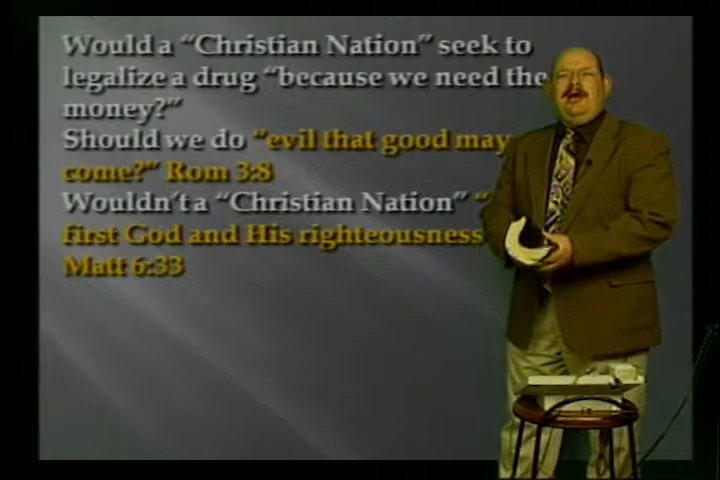 Would a “Christian Nation” seek to
legalize a drug “because we need the
money?”
Should we do “evil that good may
come?” Rom 3:8
Wouldn't a “Christian Nation” “
first God and His righteousness
Matt 6:33